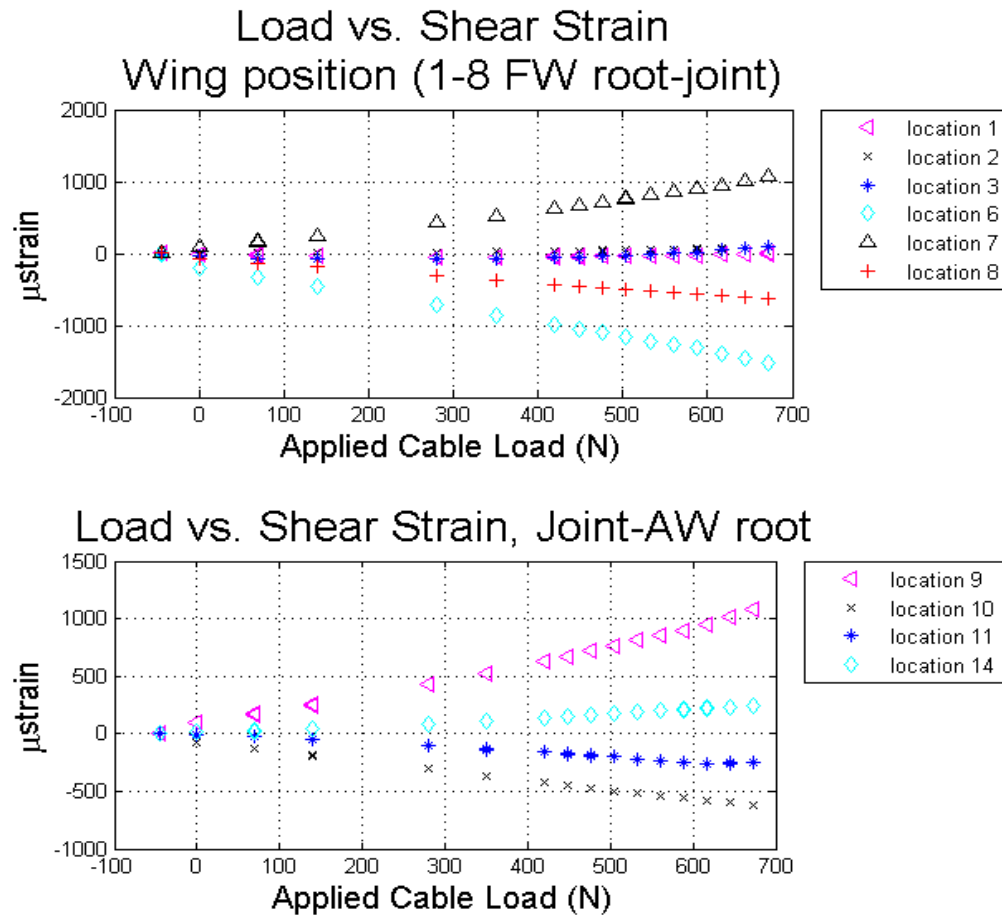 Load vs. Shear Strain
Wing position (1-8 FW root-joint)
2000
1000
0
-1000
-2000
µstrain
-100 0 100 200 300 400 500 600 700
Applied Cable Load (N)
location 1
location 2
location 3
location 6
location 7
location 8
Load vs. Shear Strain, Joint-AW root
1500
1000
500
0
-500
-1000
µstrain
-100 0 100 200 300 400 500 600 700
Applied Cable Load (N)
location 9
location 10
location 11
location 14